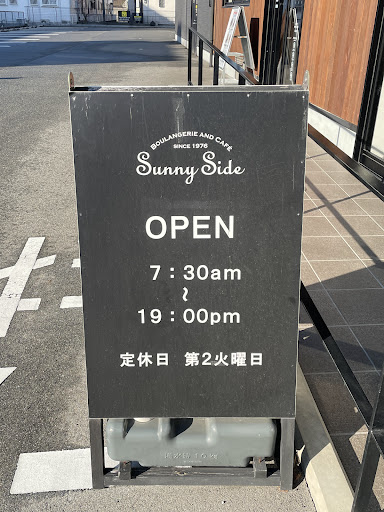 BOULANGERIE AND CAFÉ
SINCE 1976
Sunny Side
OPEN
7:30am
~
19:00pm
定休日 第2火曜日